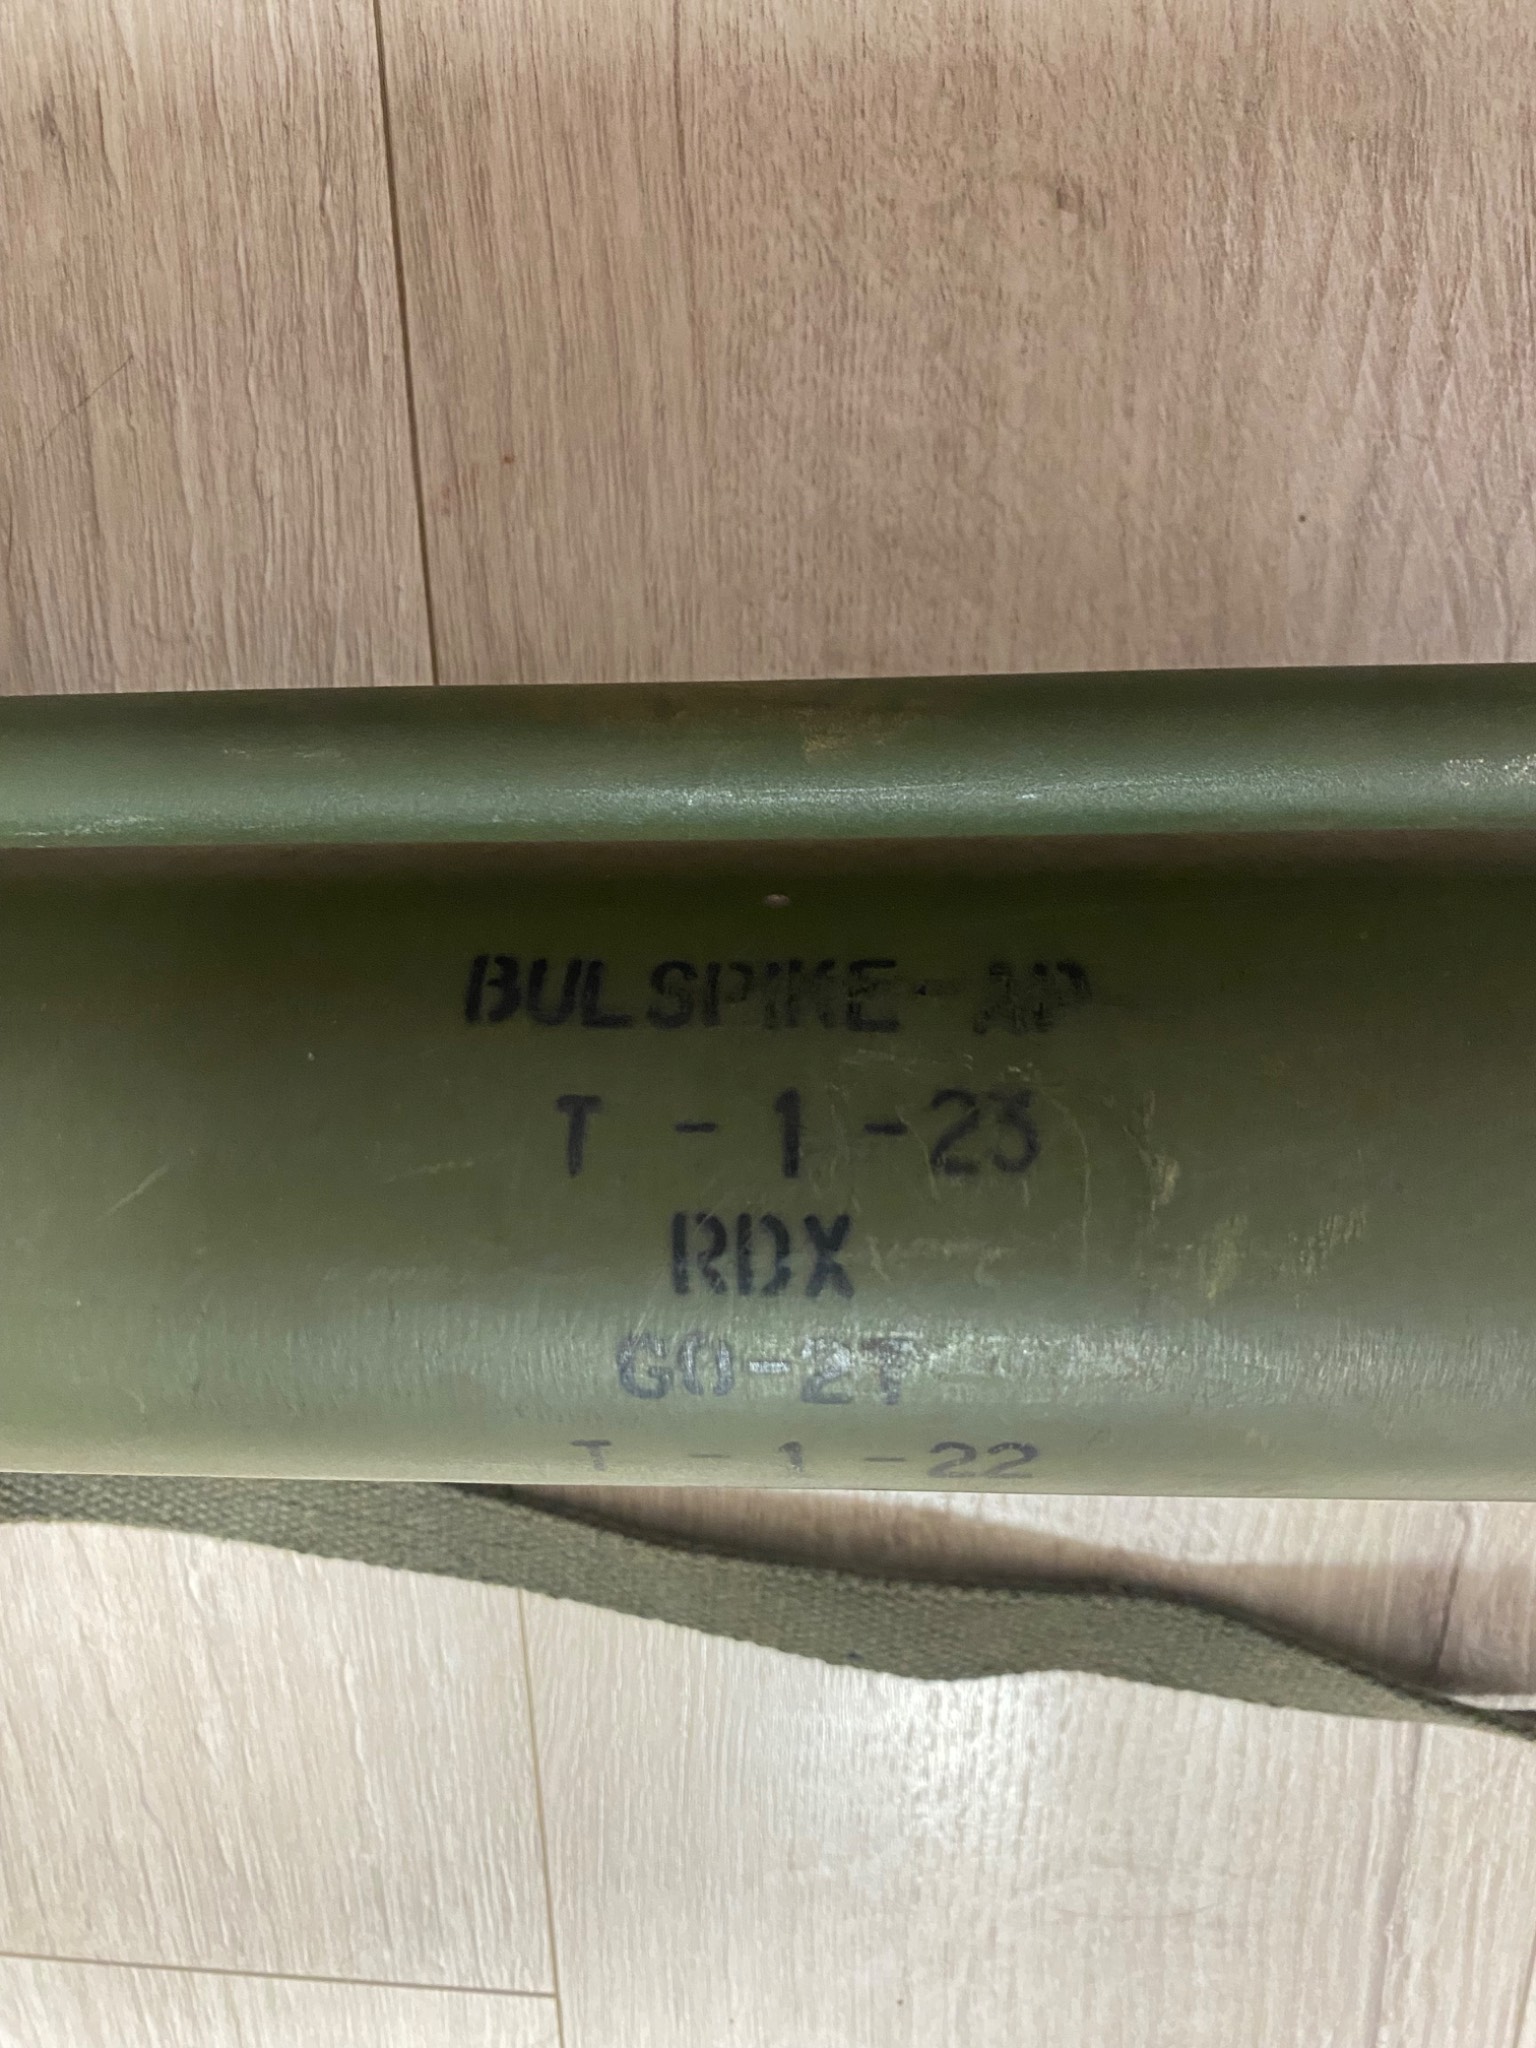 BULSPIKE-AP
T - 1 - 23
RDX
GO-2T
T - 1 - 22